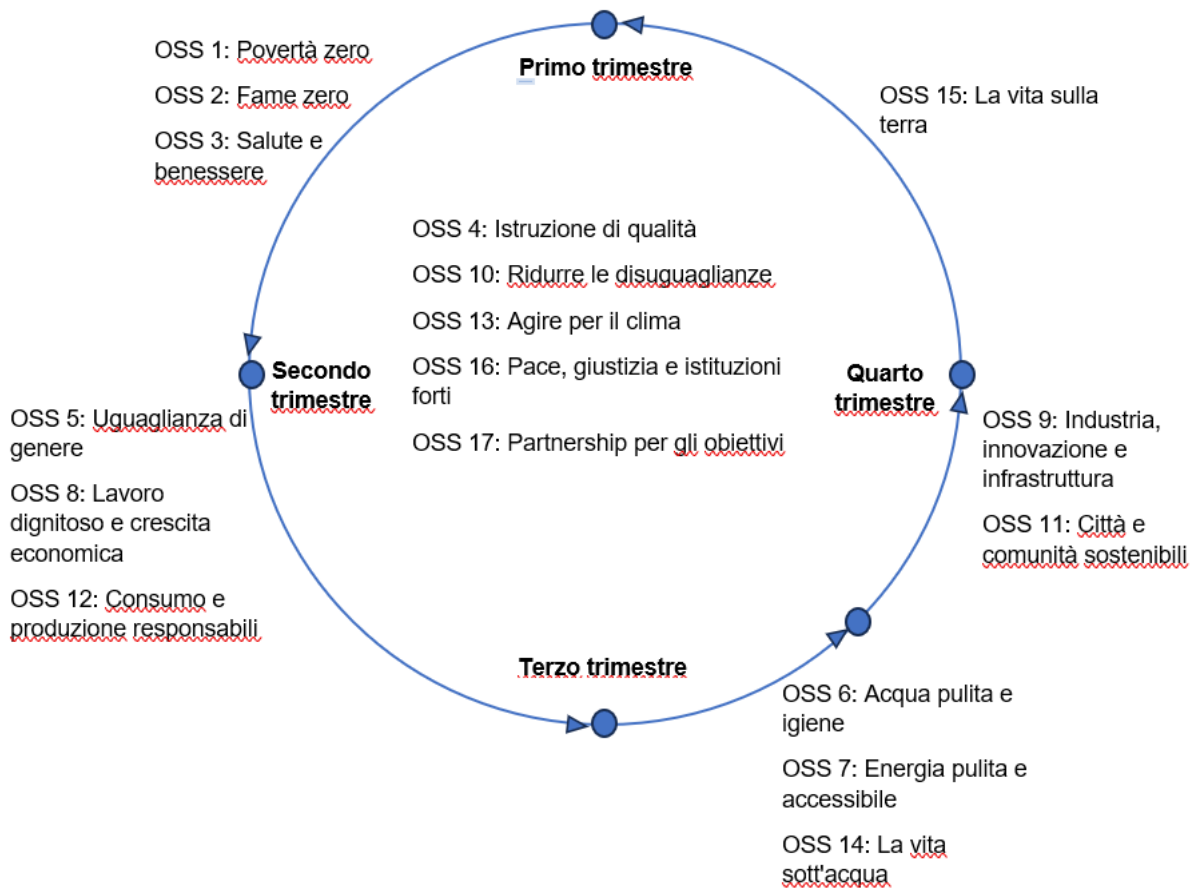 Primo trimestre
OSS 1: Povertà zero
OSS 2: Fame zero
OSS 3: Salute e
benessere
OSS 15: La vita sulla
terra
OSS 4: Istruzione di qualità
OSS 10: Ridurre le disuguaglianze
OSS 13: Agire per il clima
OSS 16: Pace, giustizia e istituzioni
forti
OSS 17: Partnership per gli obiettivi
Secondo
trimestre
Quarto
trimestre
OSS 5: Uguaglianza di
genere
OSS 8: Lavoro
dignitoso e crescita
economica
OSS 12: Consumo e
produzione responsabili
OSS 9: Industria,
innovazione e
infrastruttura
OSS 11: Città e
comunità sostenibili
Terzo trimestre
OSS 6: Acqua pulita e
igiene
OSS 7: Energia pulita e
accessibile
OSS 14: La vita
sott'acqua